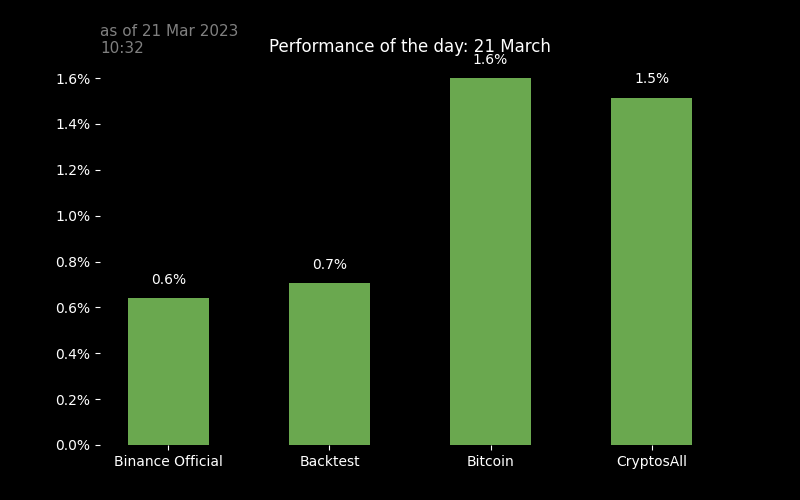 as of 21 Mar 2023
10:32
Performance of the day: 21 March
1.6%
1.4%
1.2%
1.0%
0.8%
0.6%
0.4%
0.2%
0.0%
0.6%
0.7%
1.6%
1.5%
Binance Official
Backtest
Bitcoin
CryptosAll